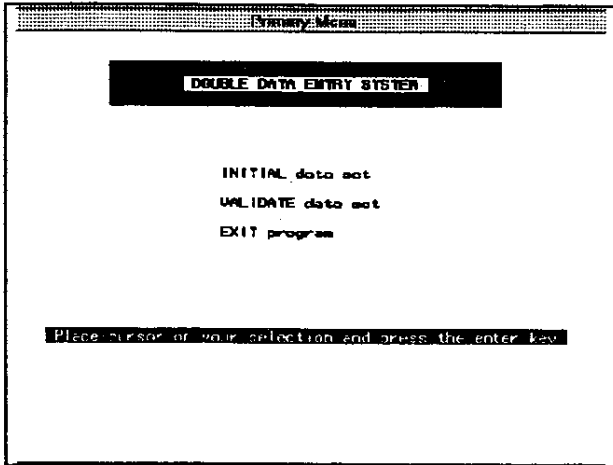 Primary Menu
DOUBLE DATA ENTRY SYSTEM
INITIAL data set
VALIDATE data set
EXIT program
Place cursor on your selection and press the enter key